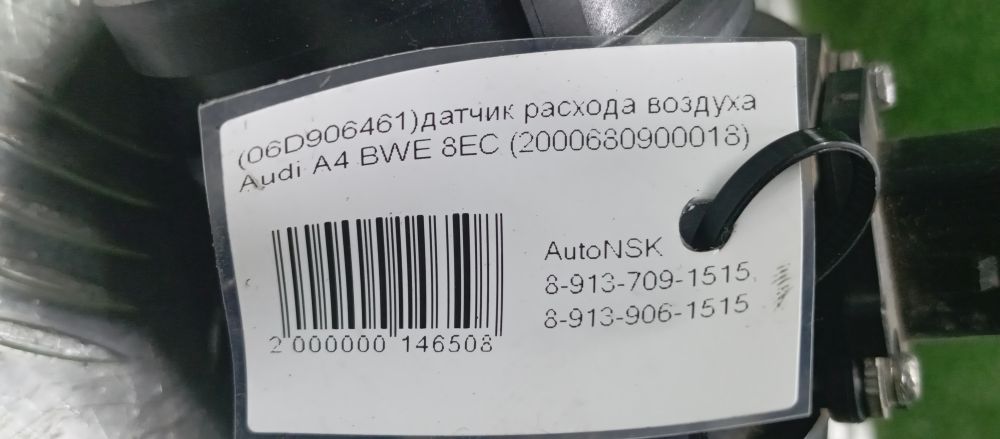 (06D906461)датчик расхода воздуха
Audi A4 BWE 8EC (2000680900018)
AutoNSK
8-913-709-1515,
8-913-906-1515
2 000000 146508